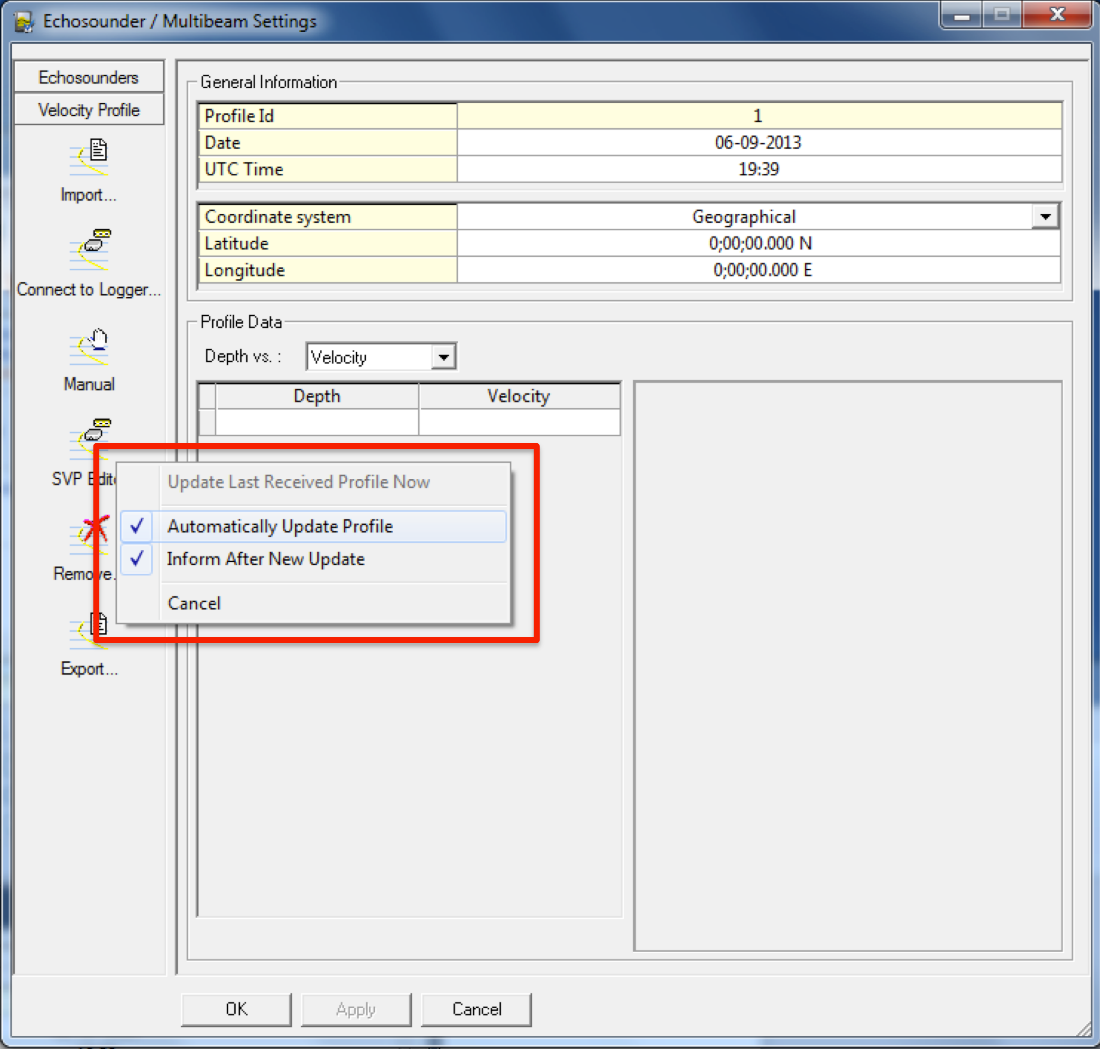 Echosounder / Multibeam Settings
Echosounders
Velocity Profile
Import...
Connect to Logger...
Manual
SVP Edit
Remove.
Export...
General Information
Profile Id 1
Date 06-09-2013
UTC Time 19:39
Coordinate system Geographical
Latitude 0;00;00.000 N
Longitude 0;00;00.000 E
Profile Data
Depth vs. : Velocity
Depth Velocity
Update Last Received Profile Now
Automatically Update Profile
Inform After New Update
Cancel
OK Apply Cancel